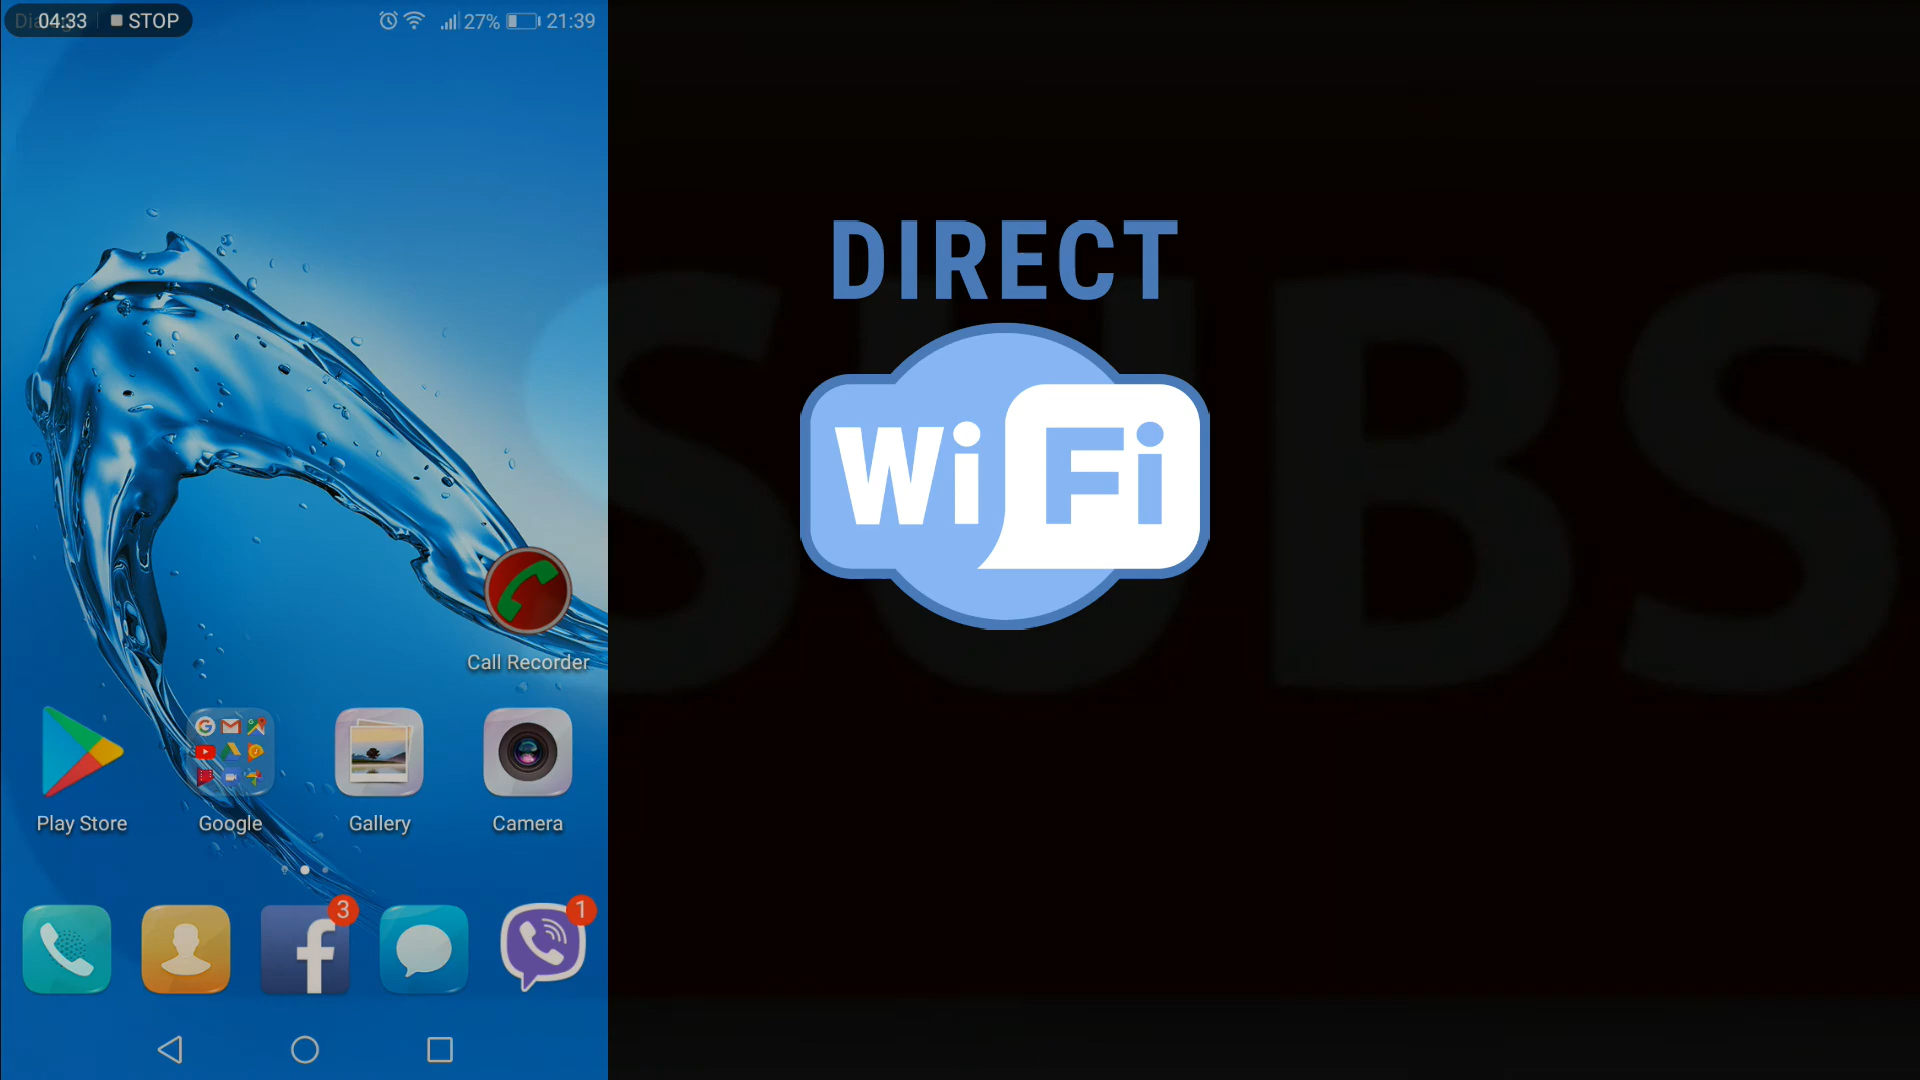 04:33 STOP
27% 21:39
DIRECT
Wi Fi
SUBS
Call Recorder
Play Store
Google
Gallery
Camera
3
1